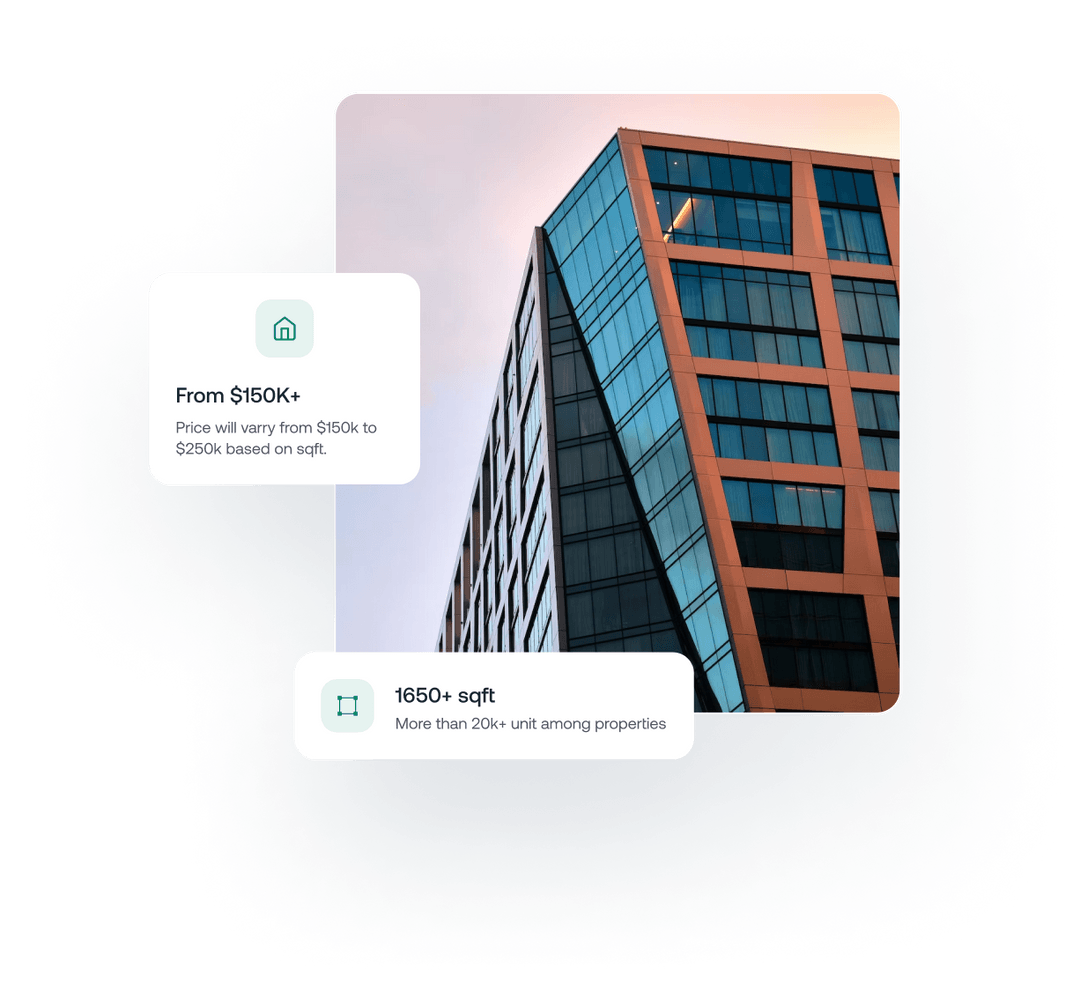 From $150K+
Price will varry from $150k to
$250k based on sqft.
1650+ sqft
More than 20k+ unit among properties